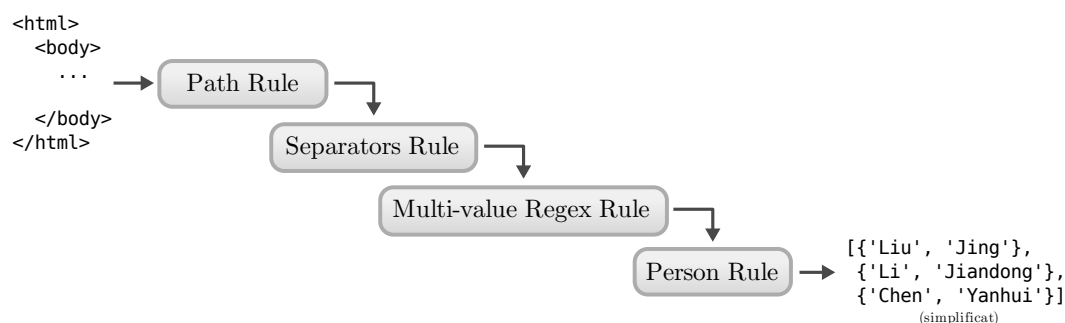 <html>
<body>
...
</body>
</html>
Path Rule
Separators Rule
Multi-value Regex Rule
Person Rule
[{'Liu', 'Jing'},
{'Li', 'Jiandong'},
{'Chen', 'Yanhui'}]
(simplificat)